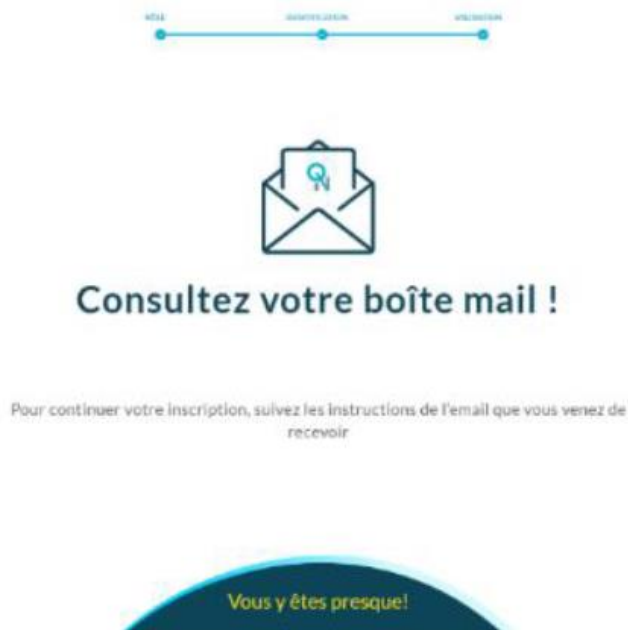 RÔLE
Consultez votre boîte mail !
Pour continuer votre inscription, suivez les instructions de l'email que vous venez de
recevoir
Vous y êtes presque!